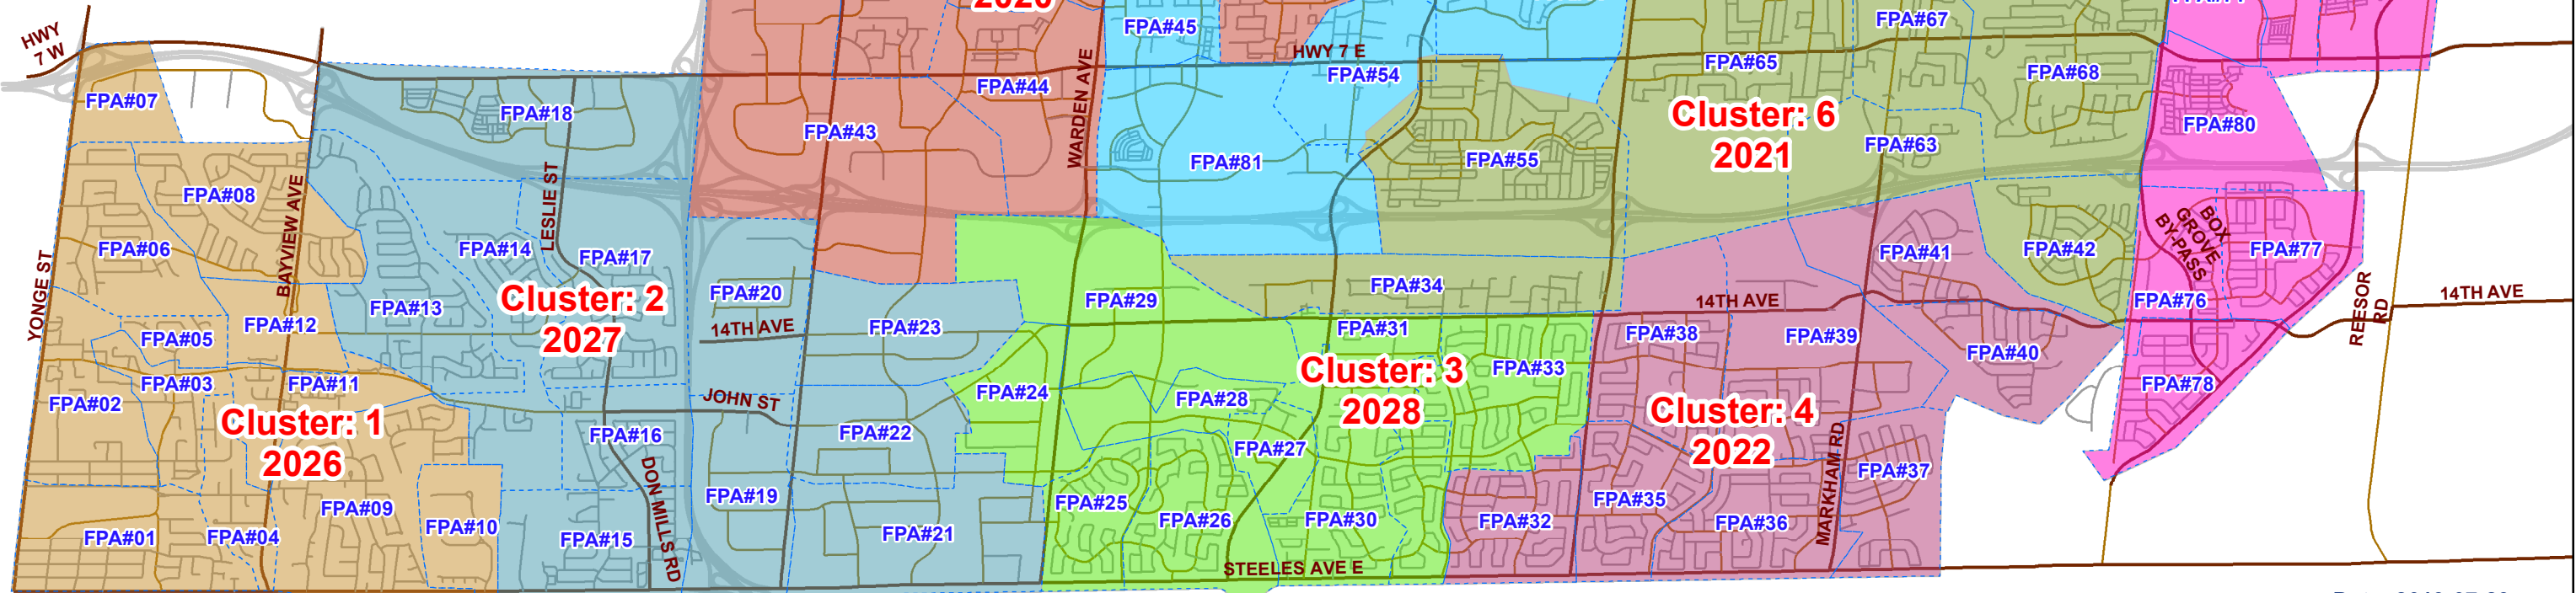 2026
FPA#45
FPA#67
HWY
7 W
HWY 7 E
FPA#65
FPA#54
FPA#68
FPA#07
FPA#18
FPA#44
WARDEN AVE
Cluster: 6
2021
FPA#43
FPA#81
FPA#55
FPA#63
FPA#80
FPA#08
BAYVIEW AVE
LESLIE ST
FPA#06
FPA#14
FPA#17
FPA#41
FPA#42
BOX
GROVE
BY-PASS
FPA#77
YONGE ST
FPA#20
FPA#29
FPA#34
14TH AVE
FPA#76
REESOR
RD
14TH AVE
FPA#13
Cluster: 2
2027
FPA#12
14TH AVE
FPA#23
FPA#31
FPA#38
FPA#39
FPA#05
FPA#40
FPA#03
FPA#11
FPA#24
Cluster: 3
2028
FPA#33
FPA#78
FPA#02
JOHN ST
FPA#28
Cluster: 4
2022
Cluster: 1
2026
FPA#16
FPA#22
FPA#27
MARKHAM RD
FPA#37
DON MILLS RD
FPA#19
FPA#25
FPA#35
FPA#09
FPA#26
FPA#30
FPA#32
FPA#36
FPA#01
FPA#04
FPA#10
FPA#15
FPA#21
STEELES AVE E